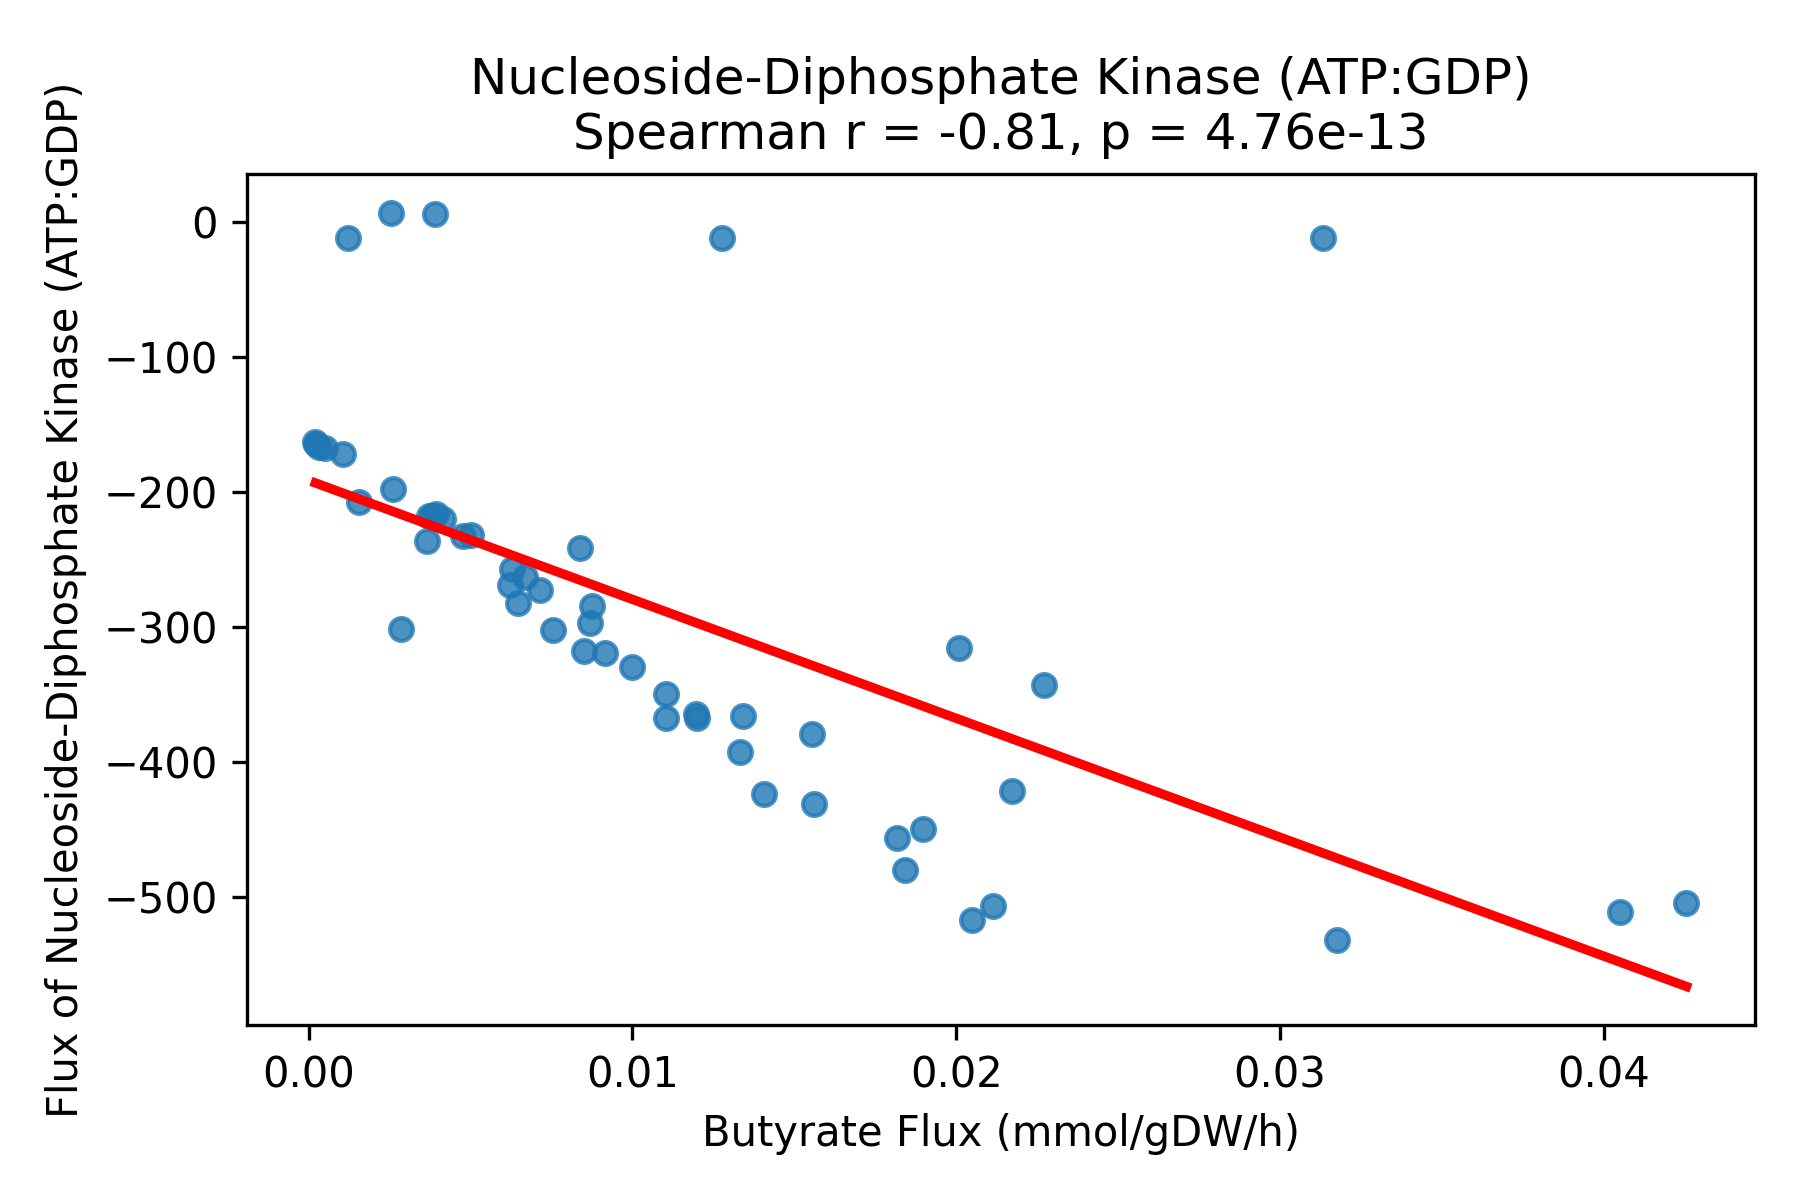 Nucleoside-Diphosphate Kinase (ATP:GDP)
Spearman r = -0.81, p = 4.76e-13
Flux of Nucleoside-Diphosphate Kinase (ATP:GDP)
0
−100
−200
−300
−400
−500
0.00 0.01 0.02 0.03 0.04
Butyrate Flux (mmol/gDW/h)